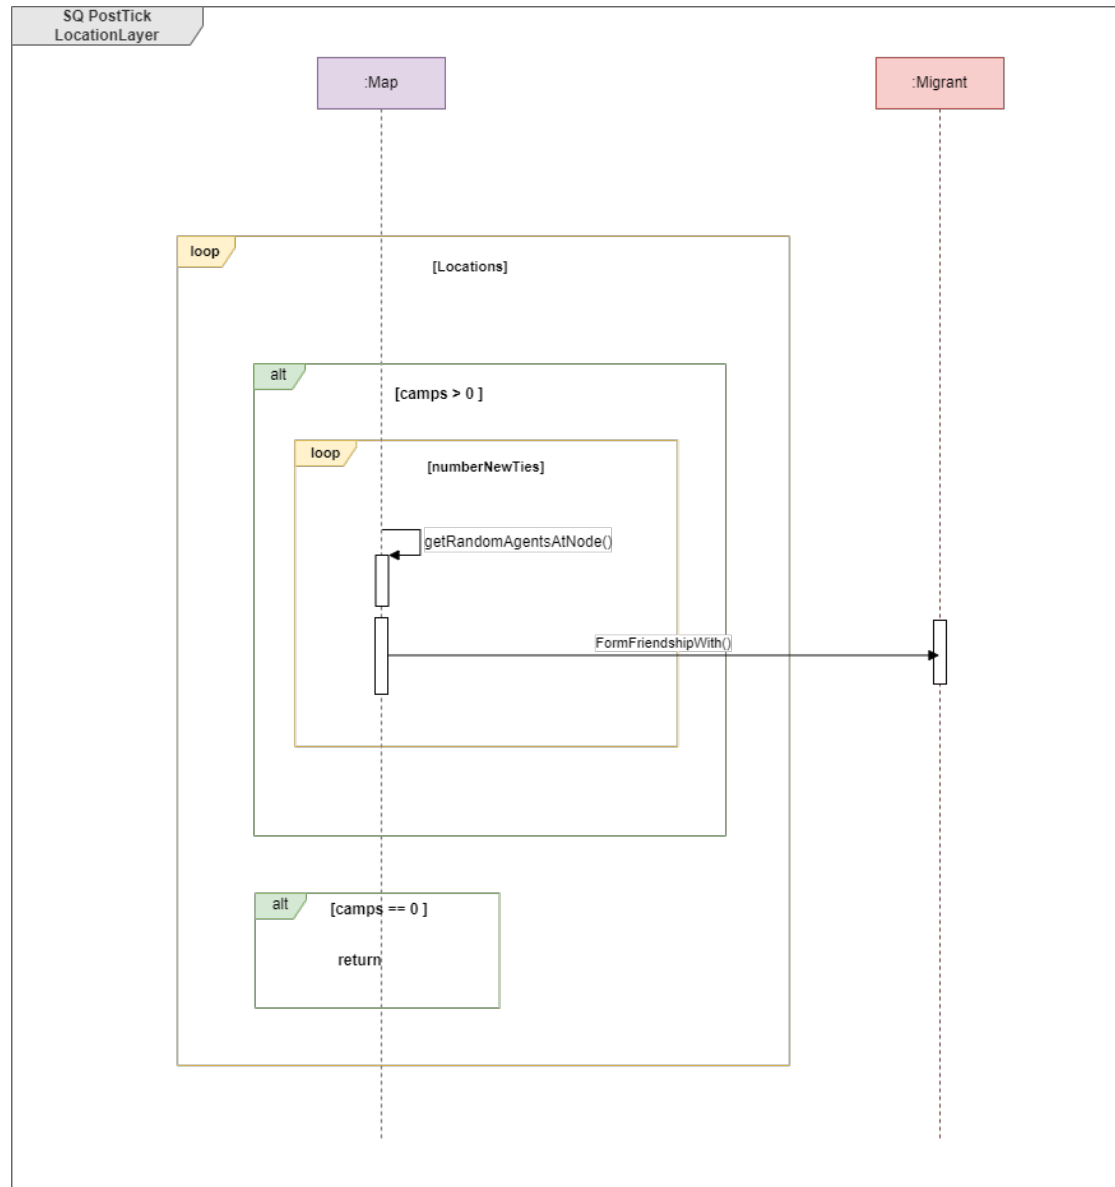 SQ PostTick
LocationLayer
:Map
:Migrant
loop
[Locations]
alt
[camps > 0 ]
loop
[numberNewTies]
getRandomAgentsAtNode()
FormFriendshipWith()
alt
[camps == 0 ]
return